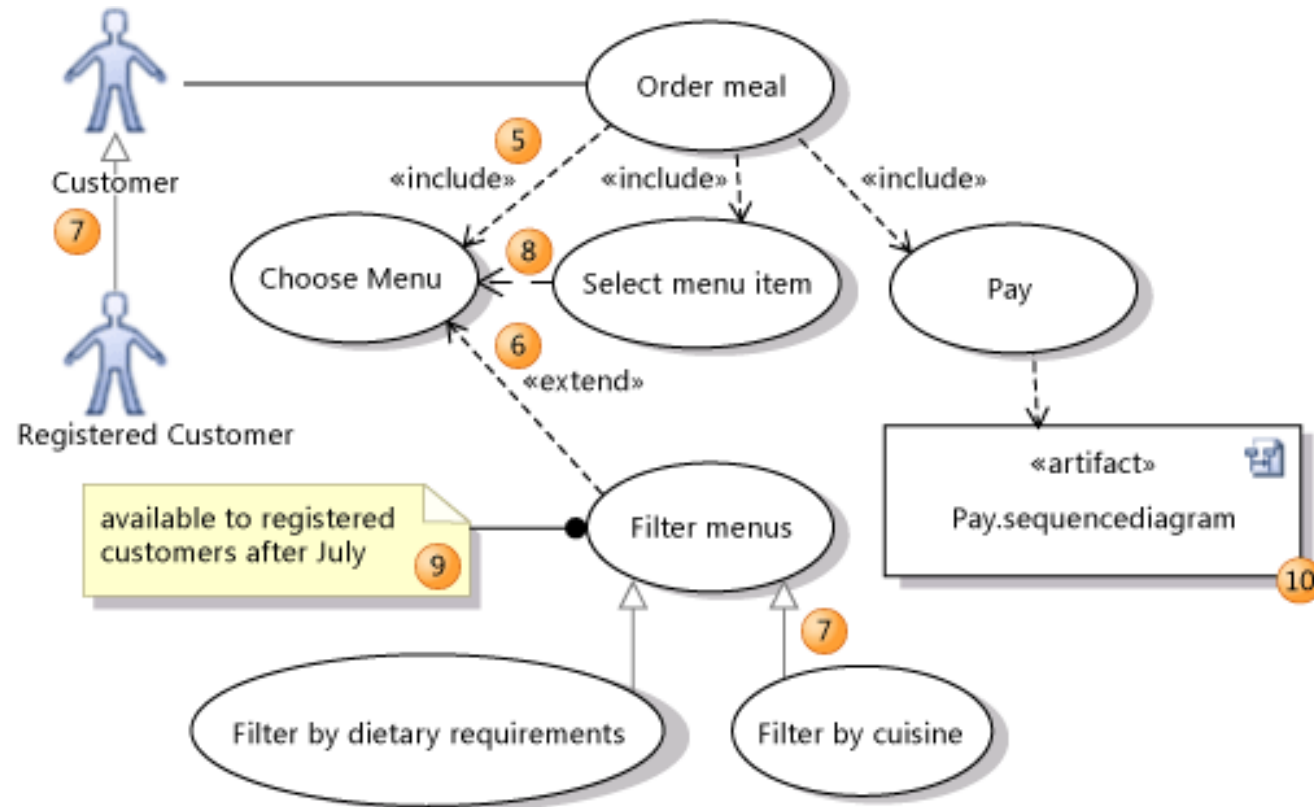 Order meal
5
«include»
«include»
«include»
Customer
7
8
Choose Menu
Select menu item
Pay
6
«extend»
Registered Customer
«artifact»
Pay.sequencediagram
10
available to registered
customers after July
9
Filter menus
7
Filter by dietary requirements
Filter by cuisine